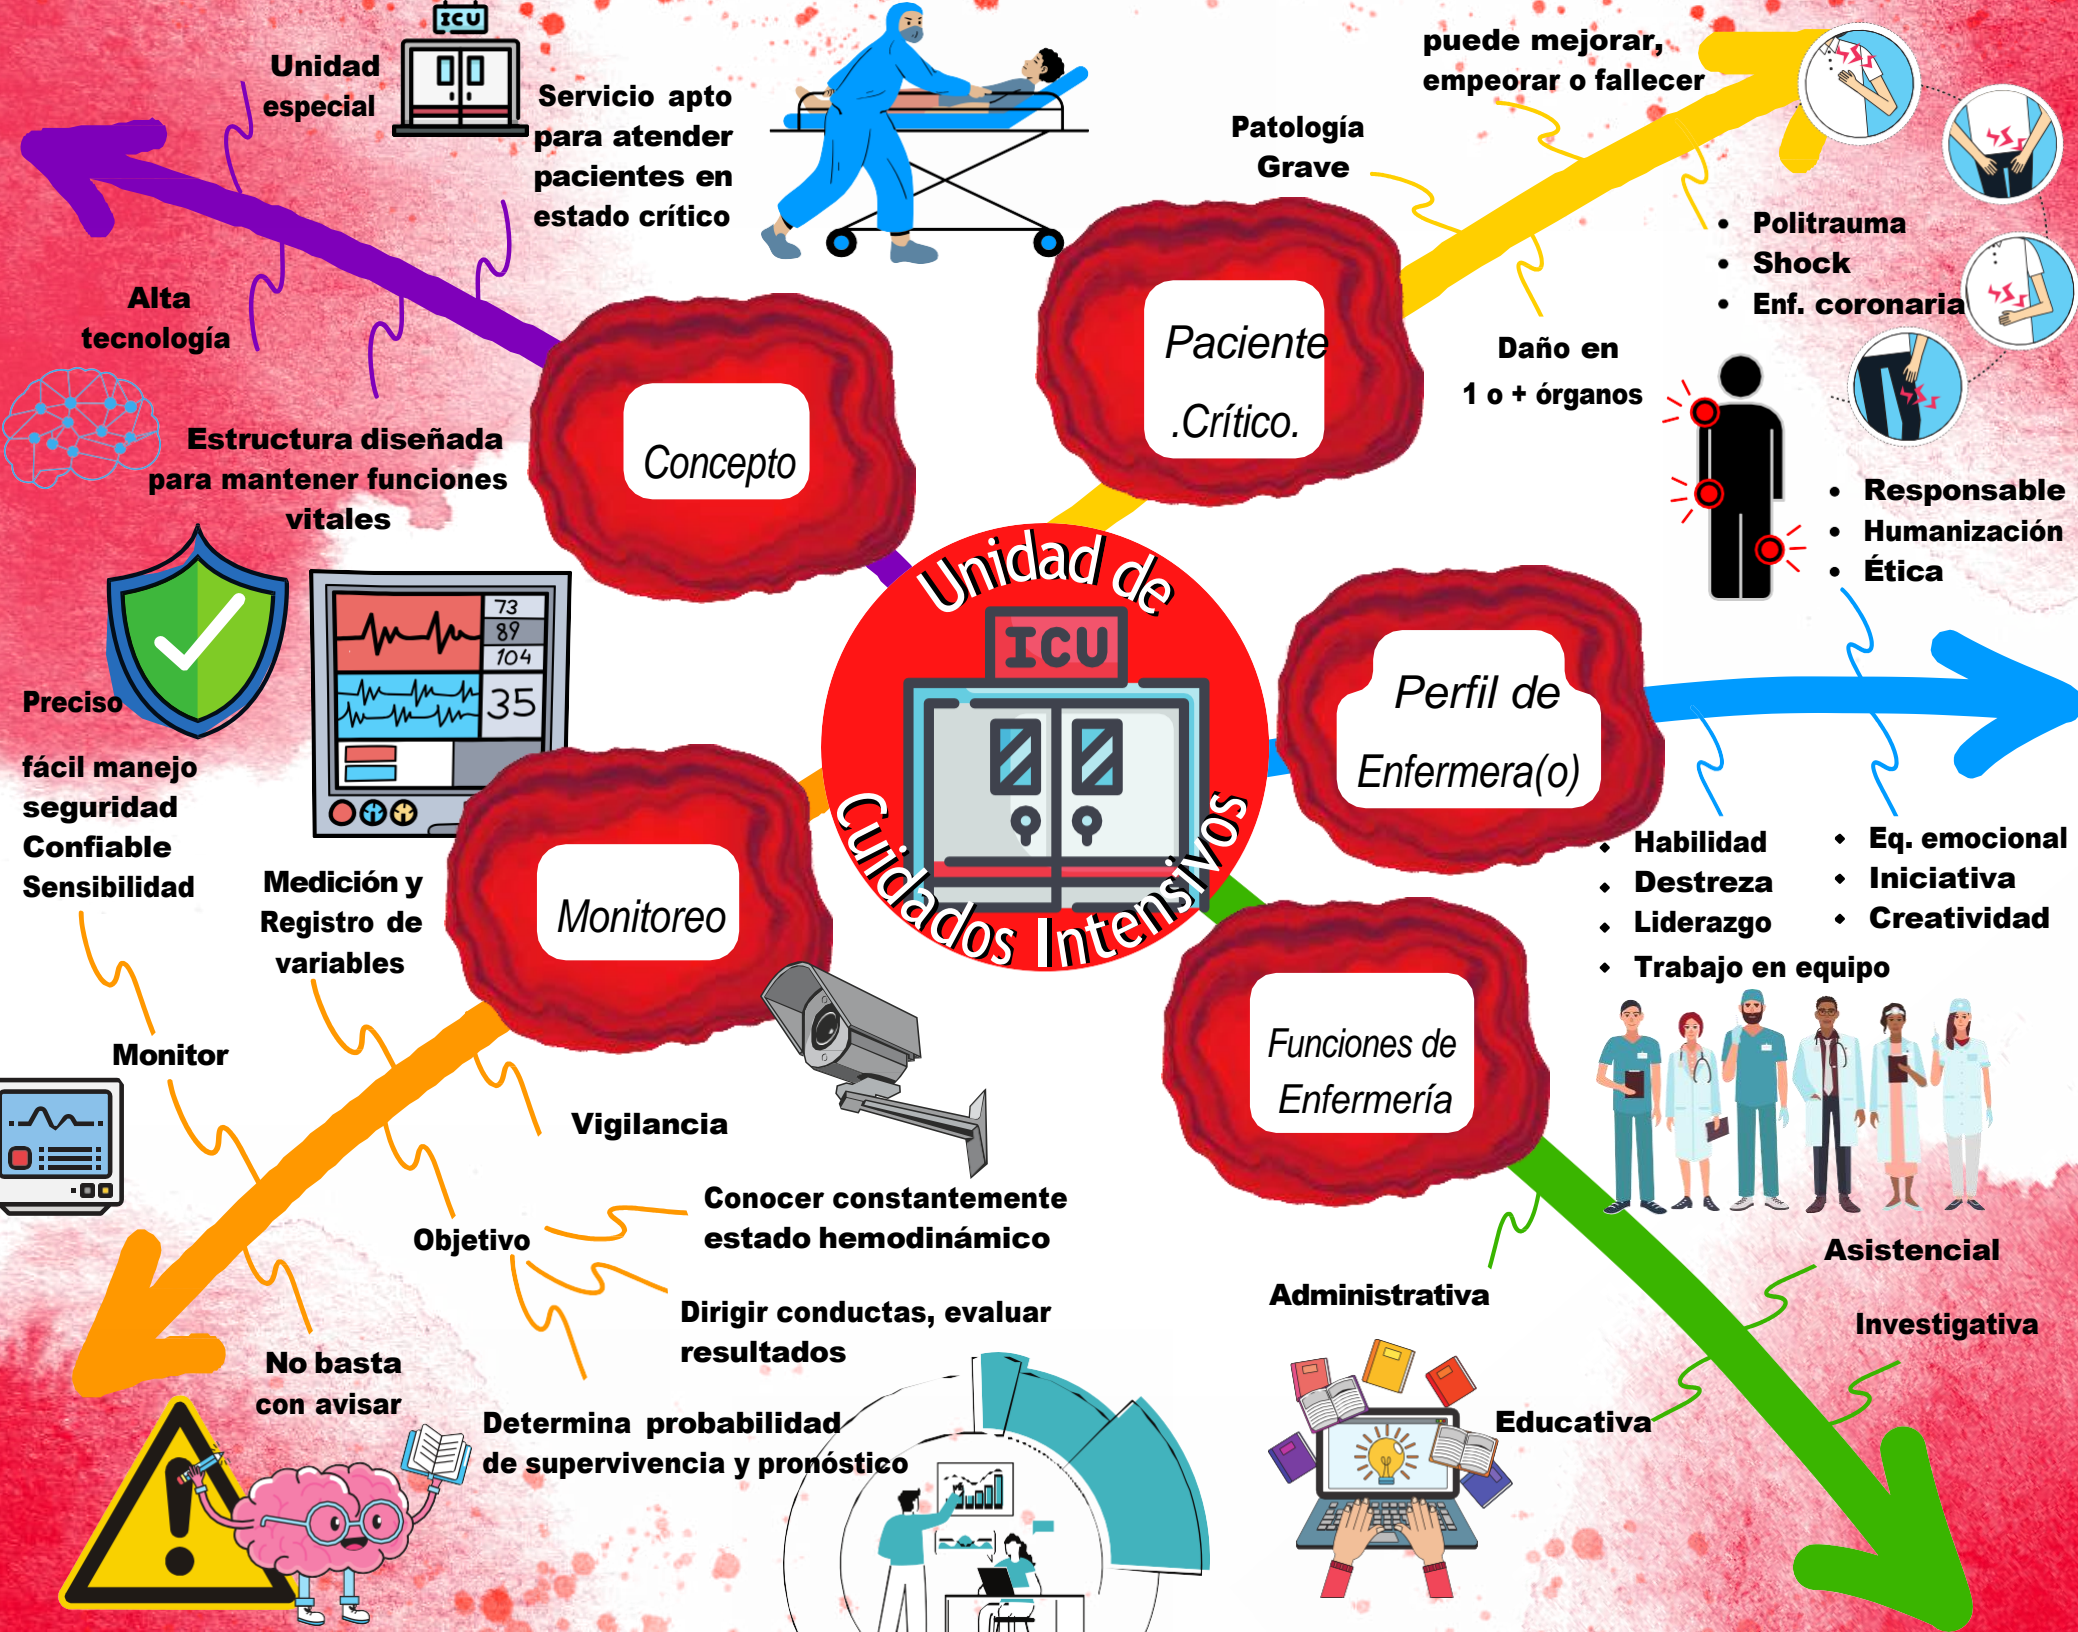 ICU
Unidad
especial
Servicio apto
para atender
pacientes en
estado crítico
Alta
tecnología
Estructura diseñada
para mantener funciones
vitales
Concepto
puede mejorar,
empeorar o fallecer
Patología
Grave
• Politrauma
• Shock
• Enf. coronaria
Daño en
1 o + órganos
Paciente
.Crítico.
Unidad de
ICU
Cuidados Intensivos
• Responsable
• Humanización
• Ética
Perfil de
Enfermera(o)
Habilidad
Destreza
Liderazgo
Trabajo en equipo
Eq. emocional
Iniciativa
Creatividad
73
89
104
35
Preciso
fácil manejo
seguridad
Confiable
Sensibilidad
Medición y
Registro de
variables
Monitoreo
Monitor
Vigilancia
Objetivo
Conocer constantemente
estado hemodinámico
Dirigir conductas, evaluar
resultados
No basta
con avisar
Determina probabilidad
de supervivencia y pronóstico
Funciones de
Enfermería
Administrativa
Asistencial
Investigativa
Educativa